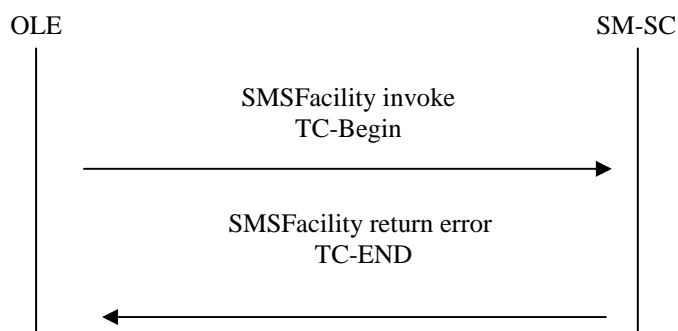 OLE
SM-SC
SMSFacility invoke
TC-Begin
SMSFacility return error
TC-END